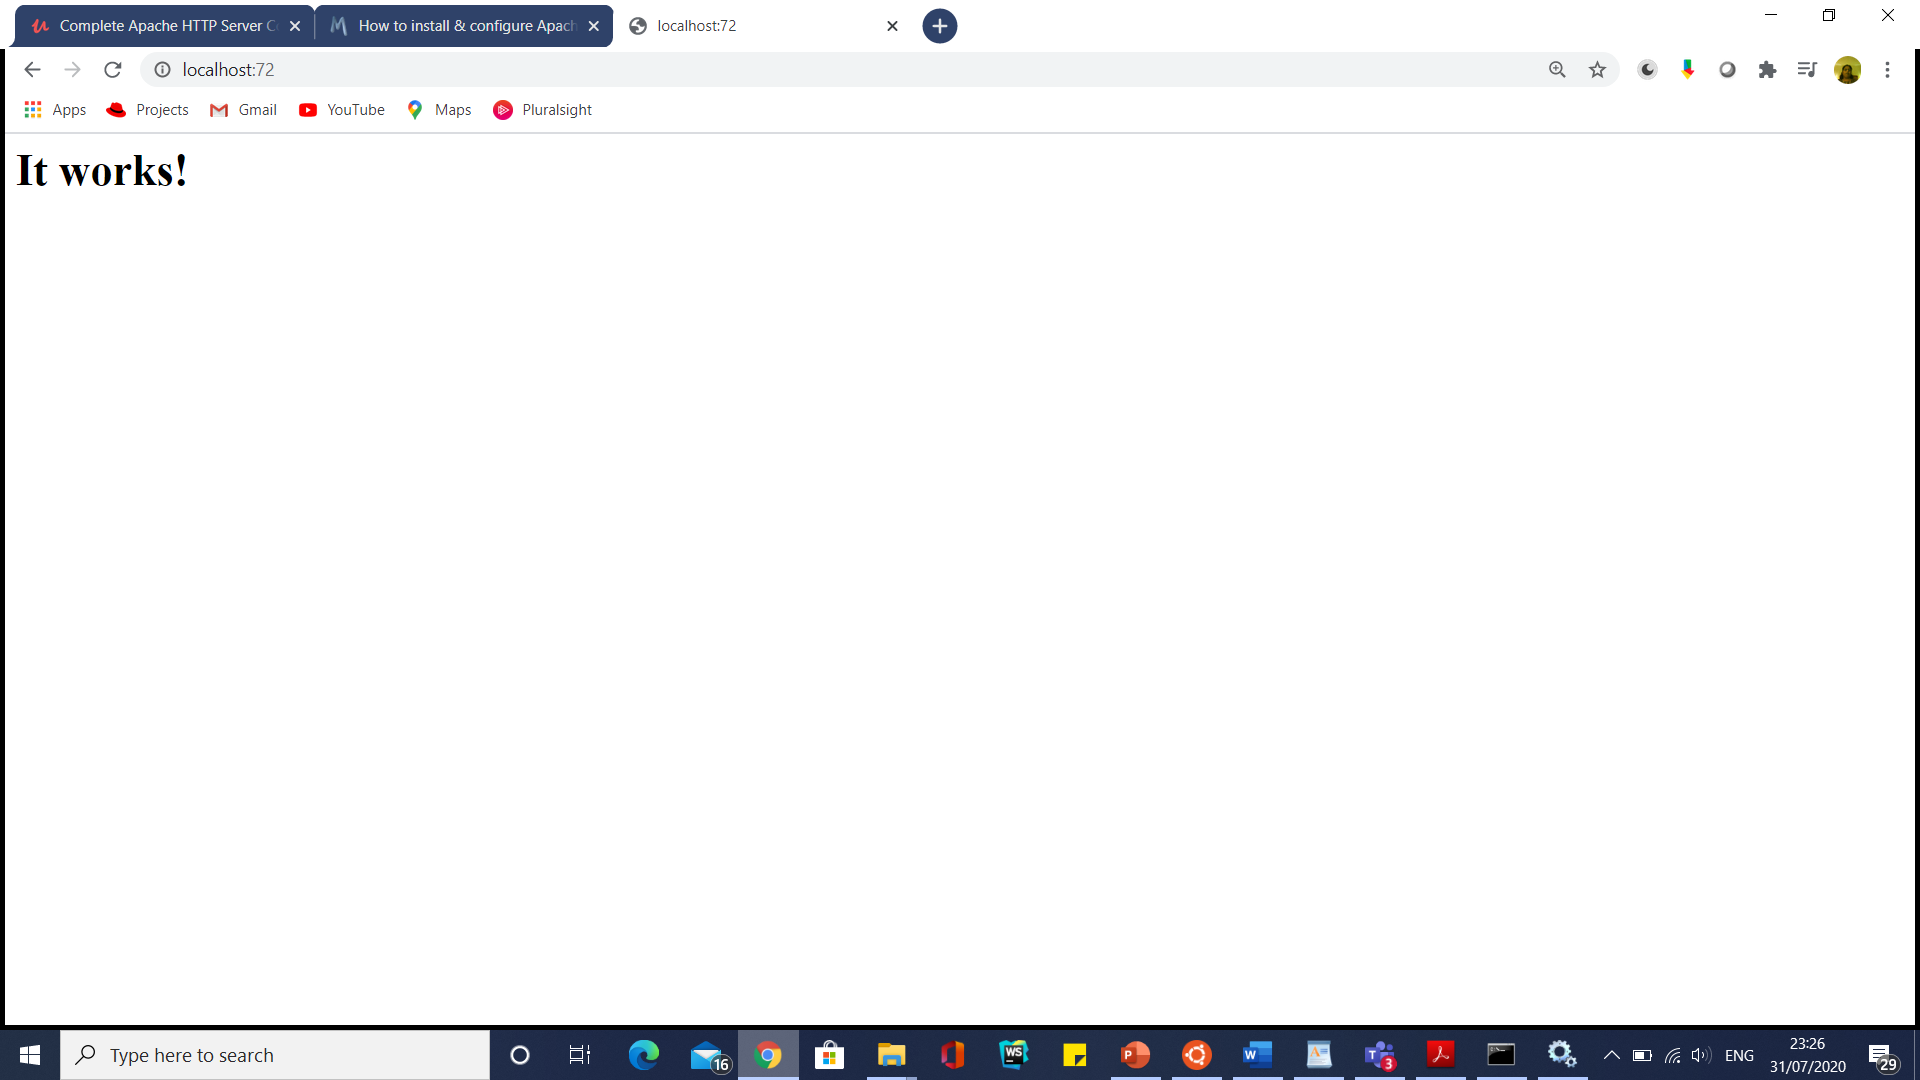 Complete Apache HTTP Server C
How to install & configure Apach
localhost:72
localhost:72
Apps
Projects
Gmail
YouTube
Maps
Pluralsight
It works!
Type here to search
16
WS
P
W
T
3
ENG
23:26
31/07/2020
29